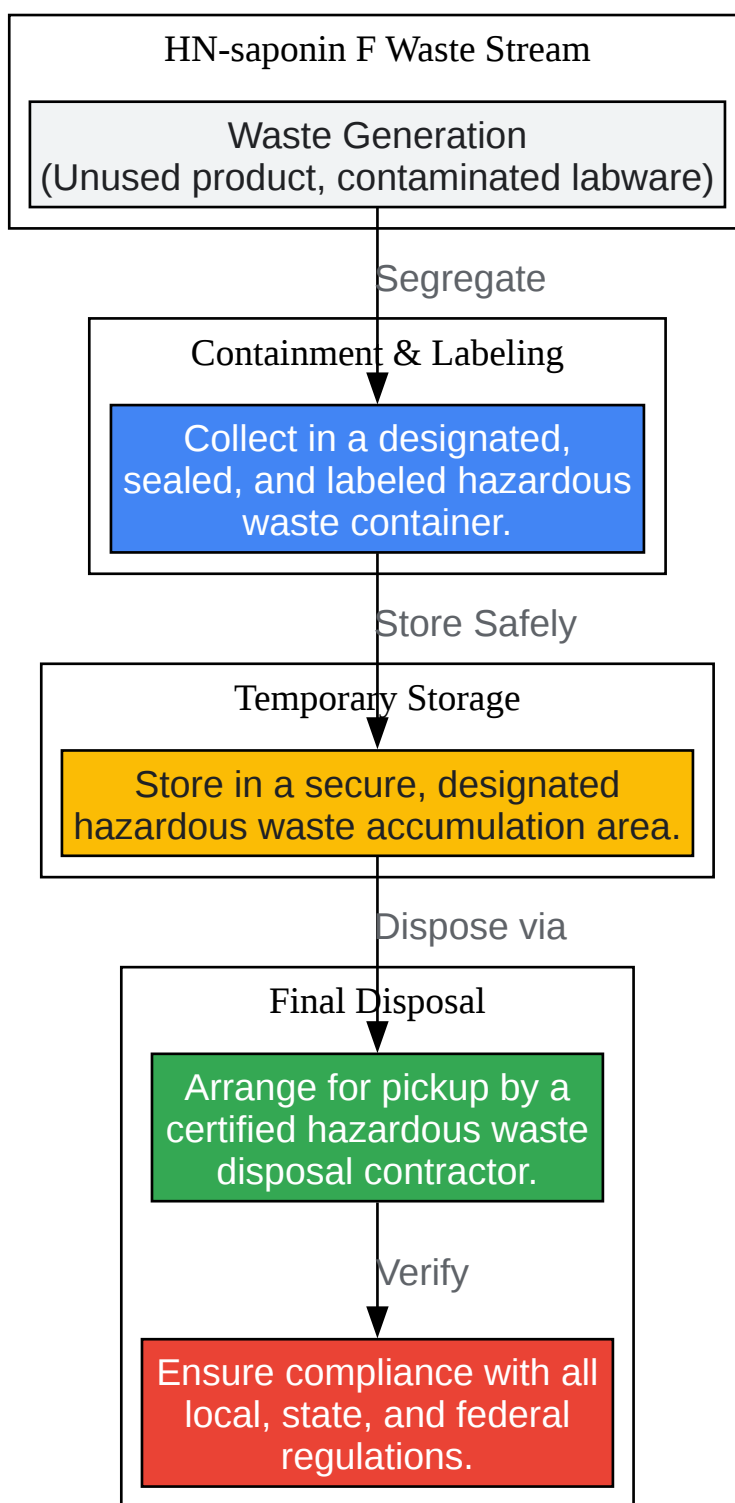 HN-saponin F Waste Stream
Waste Generation
(Unused product, contaminated labware)
Segregate
Containment & Labeling
Collect in a designated,
sealed, and labeled hazardous
waste container.
Store Safely
Temporary Storage
Store in a secure, designated
hazardous waste accumulation area.
Dispose via
Final Disposal
Arrange for pickup by a
certified hazardous waste
disposal contractor.
Verify
Ensure compliance with all
local, state, and federal
regulations.